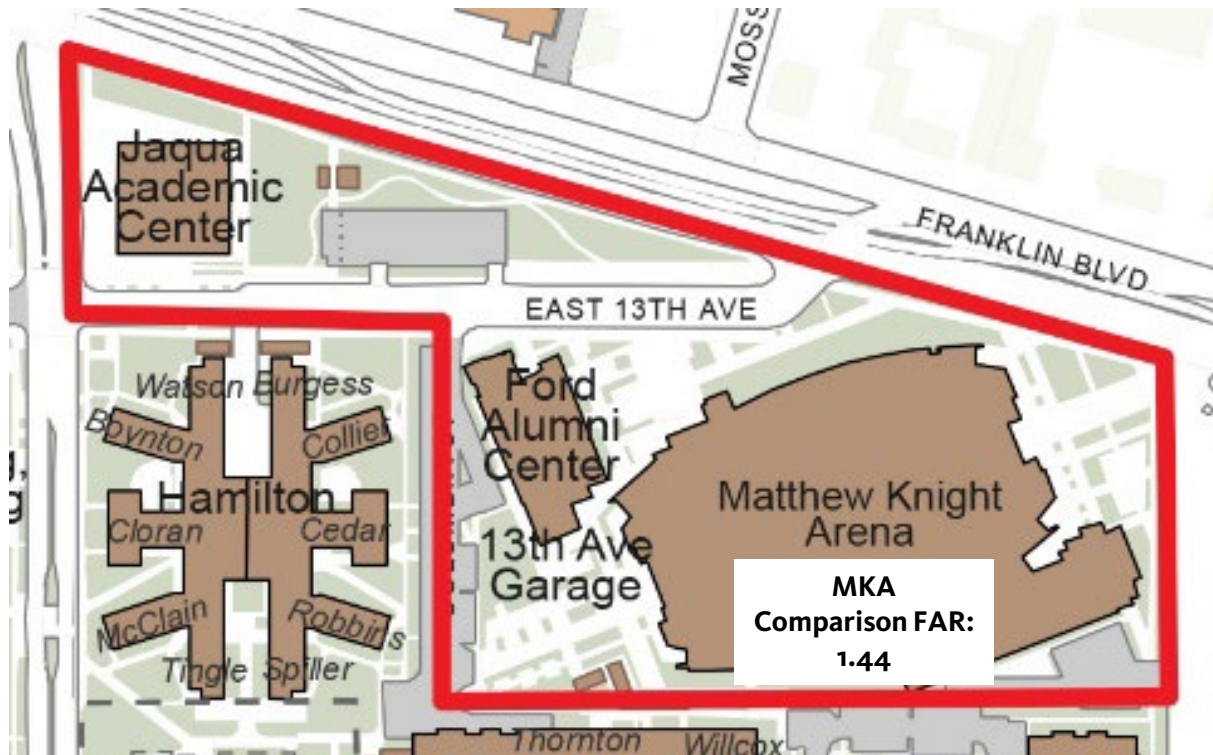 MOSS
Jaqua
Academic
Center
FRANKLIN BLVD
EAST 13TH AVE
Watson Burgess
Boynton
Collier
Ford
Alumni
Center
Hamilton
Cloran
Cedar
Matthew Knight
Arena
13th Ave
Garage
MKA
Comparison FAR:
1.44
McClain
Robbins
Tingle Spiller
Thornton
Willcox